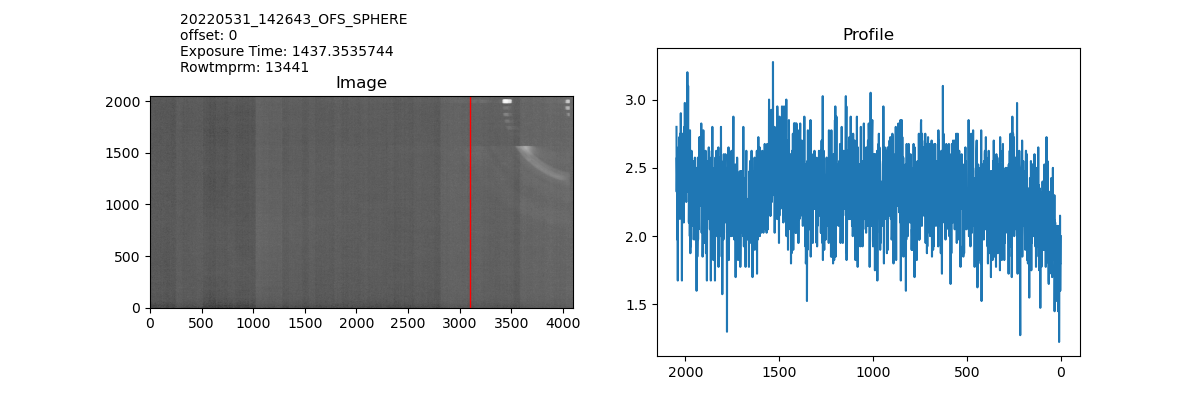 20220531_142643_OFS_SPHERE
offset: 0
Exposure Time: 1437.3535744
Rowtmprm: 13441
Image
2000
1500
1000
500
0
0 500 1000 1500 2000 2500 3000 3500 4000
Profile
3.0
2.5
2.0
1.5
2000 1500 1000 500 0